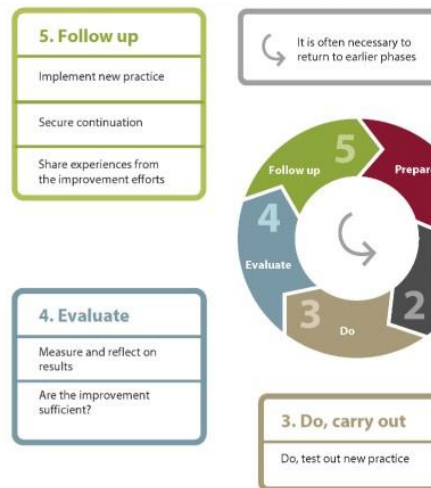 5. Follow up
Implement new practice
Secure continuation
Share experiences from
the improvement efforts
It is often necessary to
return to earlier phases
5
Follow up
Prepar
4
Evaluate
3
Do
2
4. Evaluate
Measure and reflect on
results
Are the improvement
sufficient?
3. Do, carry out
Do, test out new practice